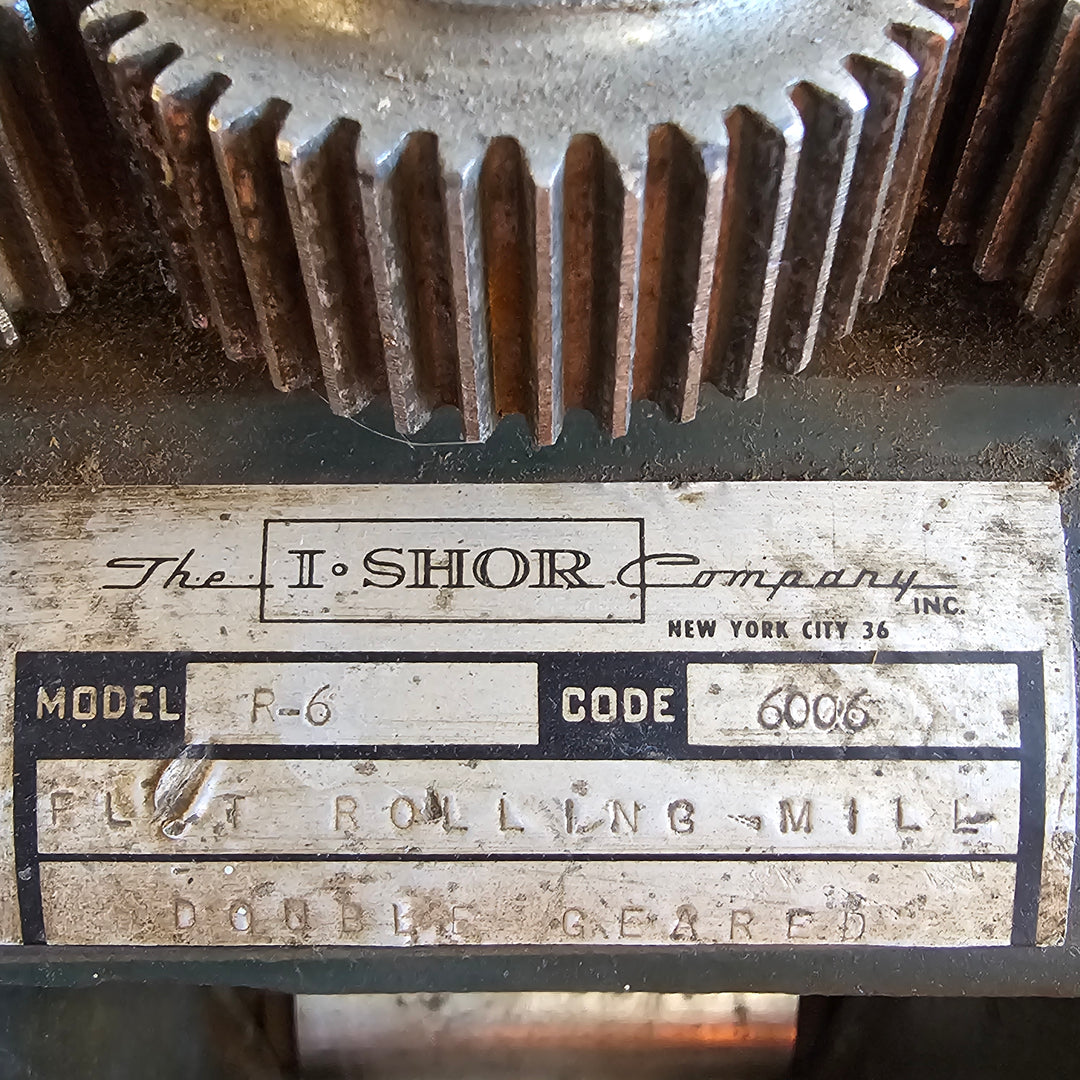 The I. SHOR Company
INC.
NEW YORK CITY 36
MODEL R-6 CODE 6006
FLAT ROLLING MILL
DOUBLE GEARED